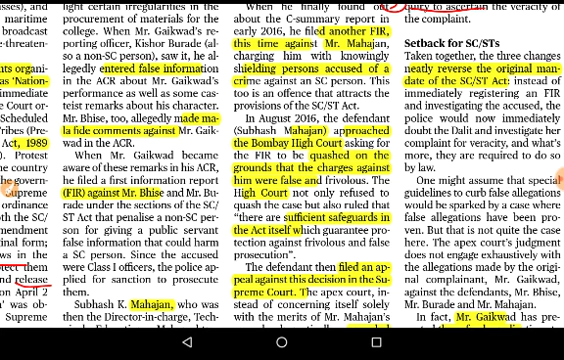 ses), and
maritime
broadcast
e-threaten-
nts organi-
as 'Nation-
immediate
e Court or-
Scheduled
ribes (Pre-
Act, 1989
). Protest
e country
the govern-
upreme
ordinance
oth the SC/
mendment
inal form;
ws in the
otect them
nd please
on April 2
n' was ob-
Supreme
light certain irregularities in the
procurement of materials for the
college. When Mr. Gaikwad's re-
porting officer, Kishor Burade (al-
so a non-SC person), saw it, he al-
legedly entered false information
in the ACR about Mr. Gaikwad's
performance as well as some cas-
teist remarks about his character.
Mr. Bhise, too, allegedly made ma-
la fide comments against Mr. Gaik-
wad in the ACR.
When Mr. Gaikwad became
aware of these remarks in his ACR,
he filed a first information report
(FIR) against Mr. Bhise and Mr. Bu-
rade under the sections of the SC/
ST Act that penalise a non-SC per-
son for giving a public servant
false information that could harm
a SC person. Since the accused
were Class I officers, the police ap-
plied for sanction to prosecute
them.
Subhash K. Mahajan, who was
then the Director-in-charge, Tech-
When he finally found out
about the C-summary report in
early 2016, he filed another FIR,
this time against Mr. Mahajan,
charging him with knowingly
shielding persons accused of a
crime against a SC person. This
too is an offence that attracts the
provisions of the SC/ST Act.
In August 2016, the defendant
(Subhash Mahajan) approached
the Bombay High Court asking for
the FIR to be quashed on the
grounds that the charges against
him were false and frivolous. The
High Court not only refused to
quash the case but also ruled that
"there are sufficient safeguards in
the Act itself which guarantee pro-
tection against frivolous and false
prosecution".
The defendant then filed an ap-
peal against this decision in the Su-
preme Court. The apex court, in-
stead of concerning itself solely
with the merits of Mr. Mahajan's
quiry to ascertain the veracity of
the complaint.
Setback for SC/STs
Taken together, the three changes
neatly reverse the original man-
date of the SC/ST Act: instead of
immediately registering an FIR
and investigating the accused, the
police would now immediately
doubt the Dalit and investigate her
complaint for veracity, and what's
more, they are required to do so
by law.
One might assume that special
guidelines to curb false allegations
would be sparked by a case where
false allegations have been pro-
ven. But that is not quite the case
here. The apex court's judgment
does not engage exhaustively with
the allegations made by the origi-
nal complainant, Mr. Gaikwad,
against the defendants, Mr. Bhise,
Mr. Burade and Mr. Mahajan.
In fact, Mr. Gaikwad has pre-